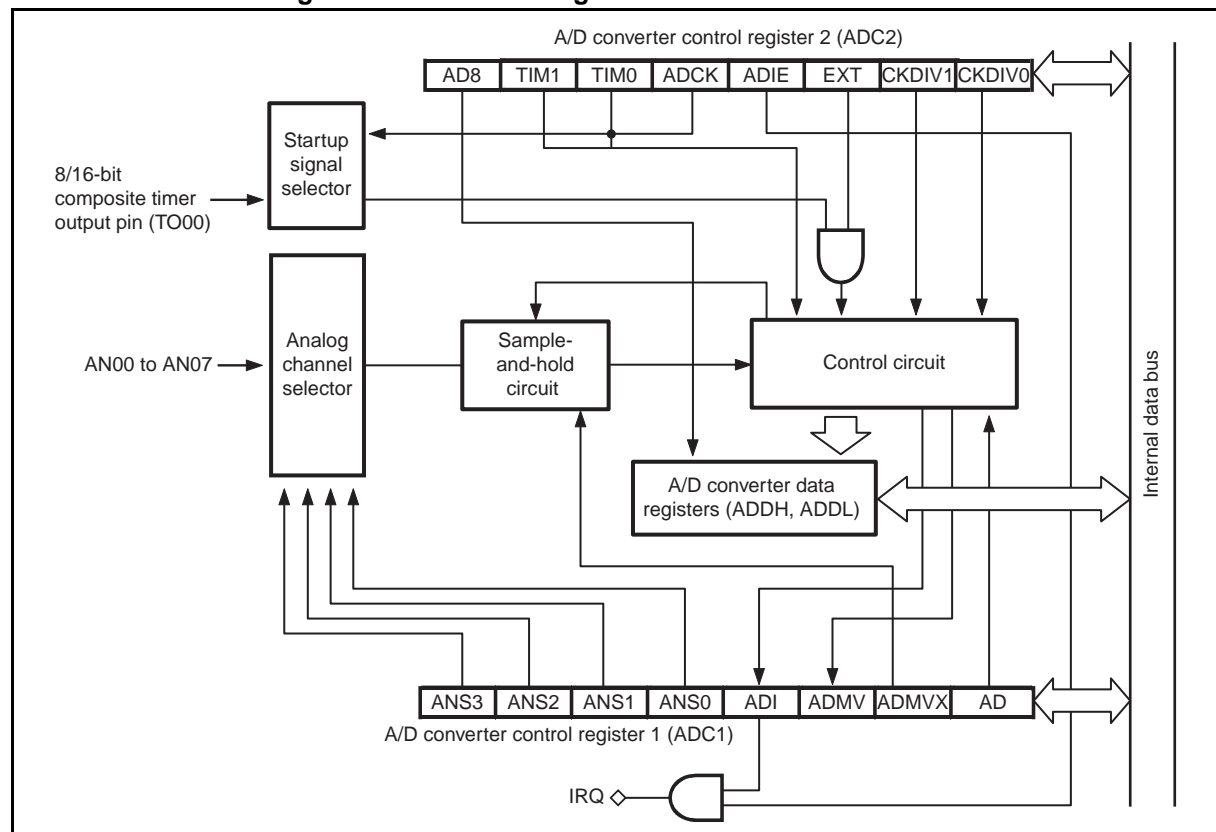 A/D converter control register 2 (ADC2)
AD8 TIM1 TIM0 ADCK ADIE EXT CKDIV1 CKDIV0
Startup
signal
selector
8/16-bit
composite timer
output pin (TO00)
Analog
channel
selector
AN00 to AN07
Sample-
and-hold
circuit
Control circuit
A/D converter data
registers (ADDH, ADDL)
Internal data bus
ANS3 ANS2 ANS1 ANS0 ADI ADMV ADMVX AD
A/D converter control register 1 (ADC1)
IRQ